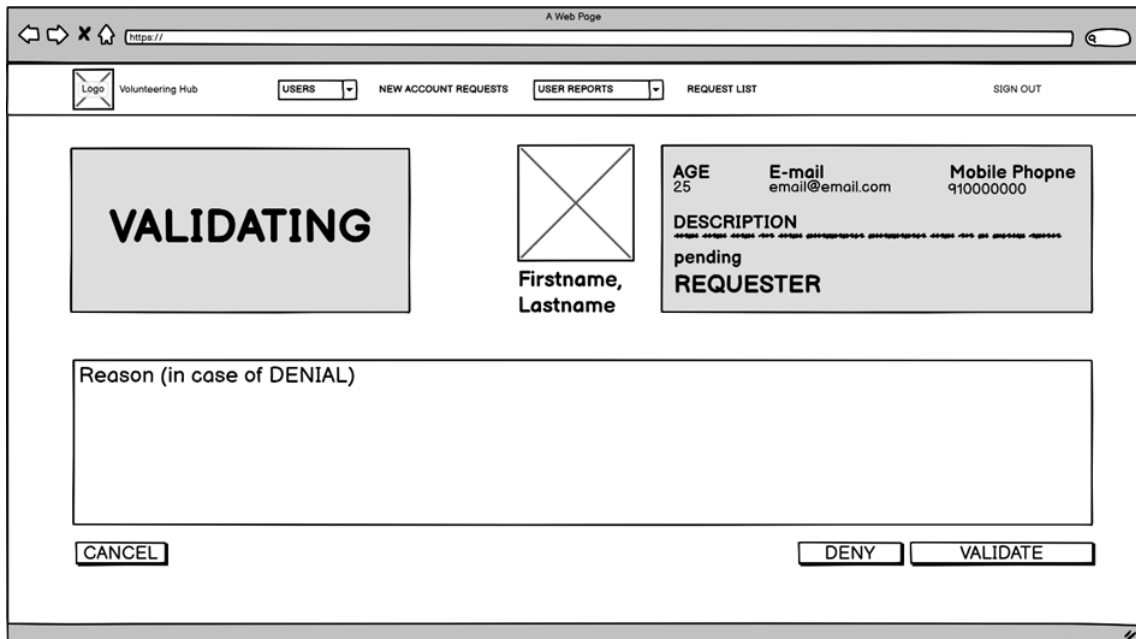 A Web Page
https://
Logo Volunteering Hub USERS NEW ACCOUNT REQUESTS USER REPORTS REQUEST LIST SIGN OUT
VALIDATING
Firstname,
Lastname
AGE E-mail Mobile Phopne
25 email@email.com 910000000
DESCRIPTION
pending
REQUESTER
Reason (in case of DENIAL)
CANCEL DENY VALIDATE